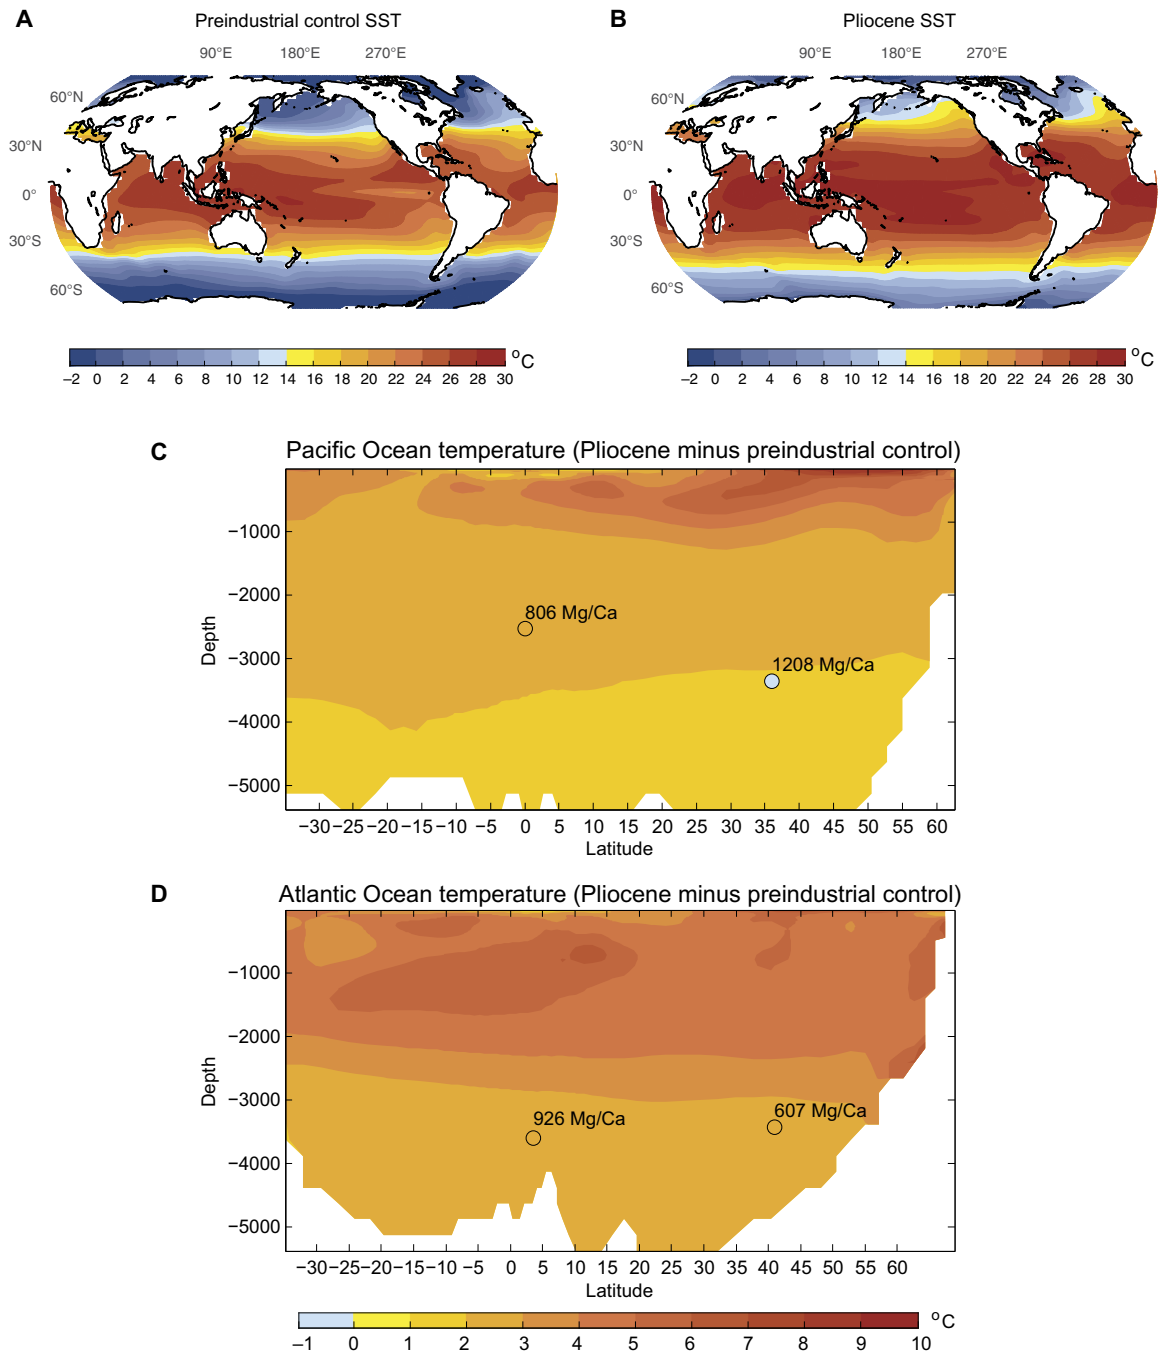 A
Preindustrial control SST
90°E 180°E 270°E
60°N
30°N
0°
30°S
60°S
–2 0 2 4 6 8 10 12 14 16 18 20 22 24 26 28 30 °C
B
Pliocene SST
90°E 180°E 270°E
60°N
30°N
0°
30°S
60°S
–2 0 2 4 6 8 10 12 14 16 18 20 22 24 26 28 30 °C
C
Pacific Ocean temperature (Pliocene minus preindustrial control)
Depth
–1000
–2000
–3000
–4000
–5000
806 Mg/Ca
1208 Mg/Ca
–30 –25 –20 –15 –10 –5 0 5 10 15 20 25 30 35 40 45 50 55 60
Latitude
D
Atlantic Ocean temperature (Pliocene minus preindustrial control)
Depth
–1000
–2000
–3000
–4000
–5000
926 Mg/Ca
607 Mg/Ca
–30 –25 –20 –15 –10 –5 0 5 10 15 20 25 30 35 40 45 50 55 60
Latitude
–1 0 1 2 3 4 5 6 7 8 9 10 °C